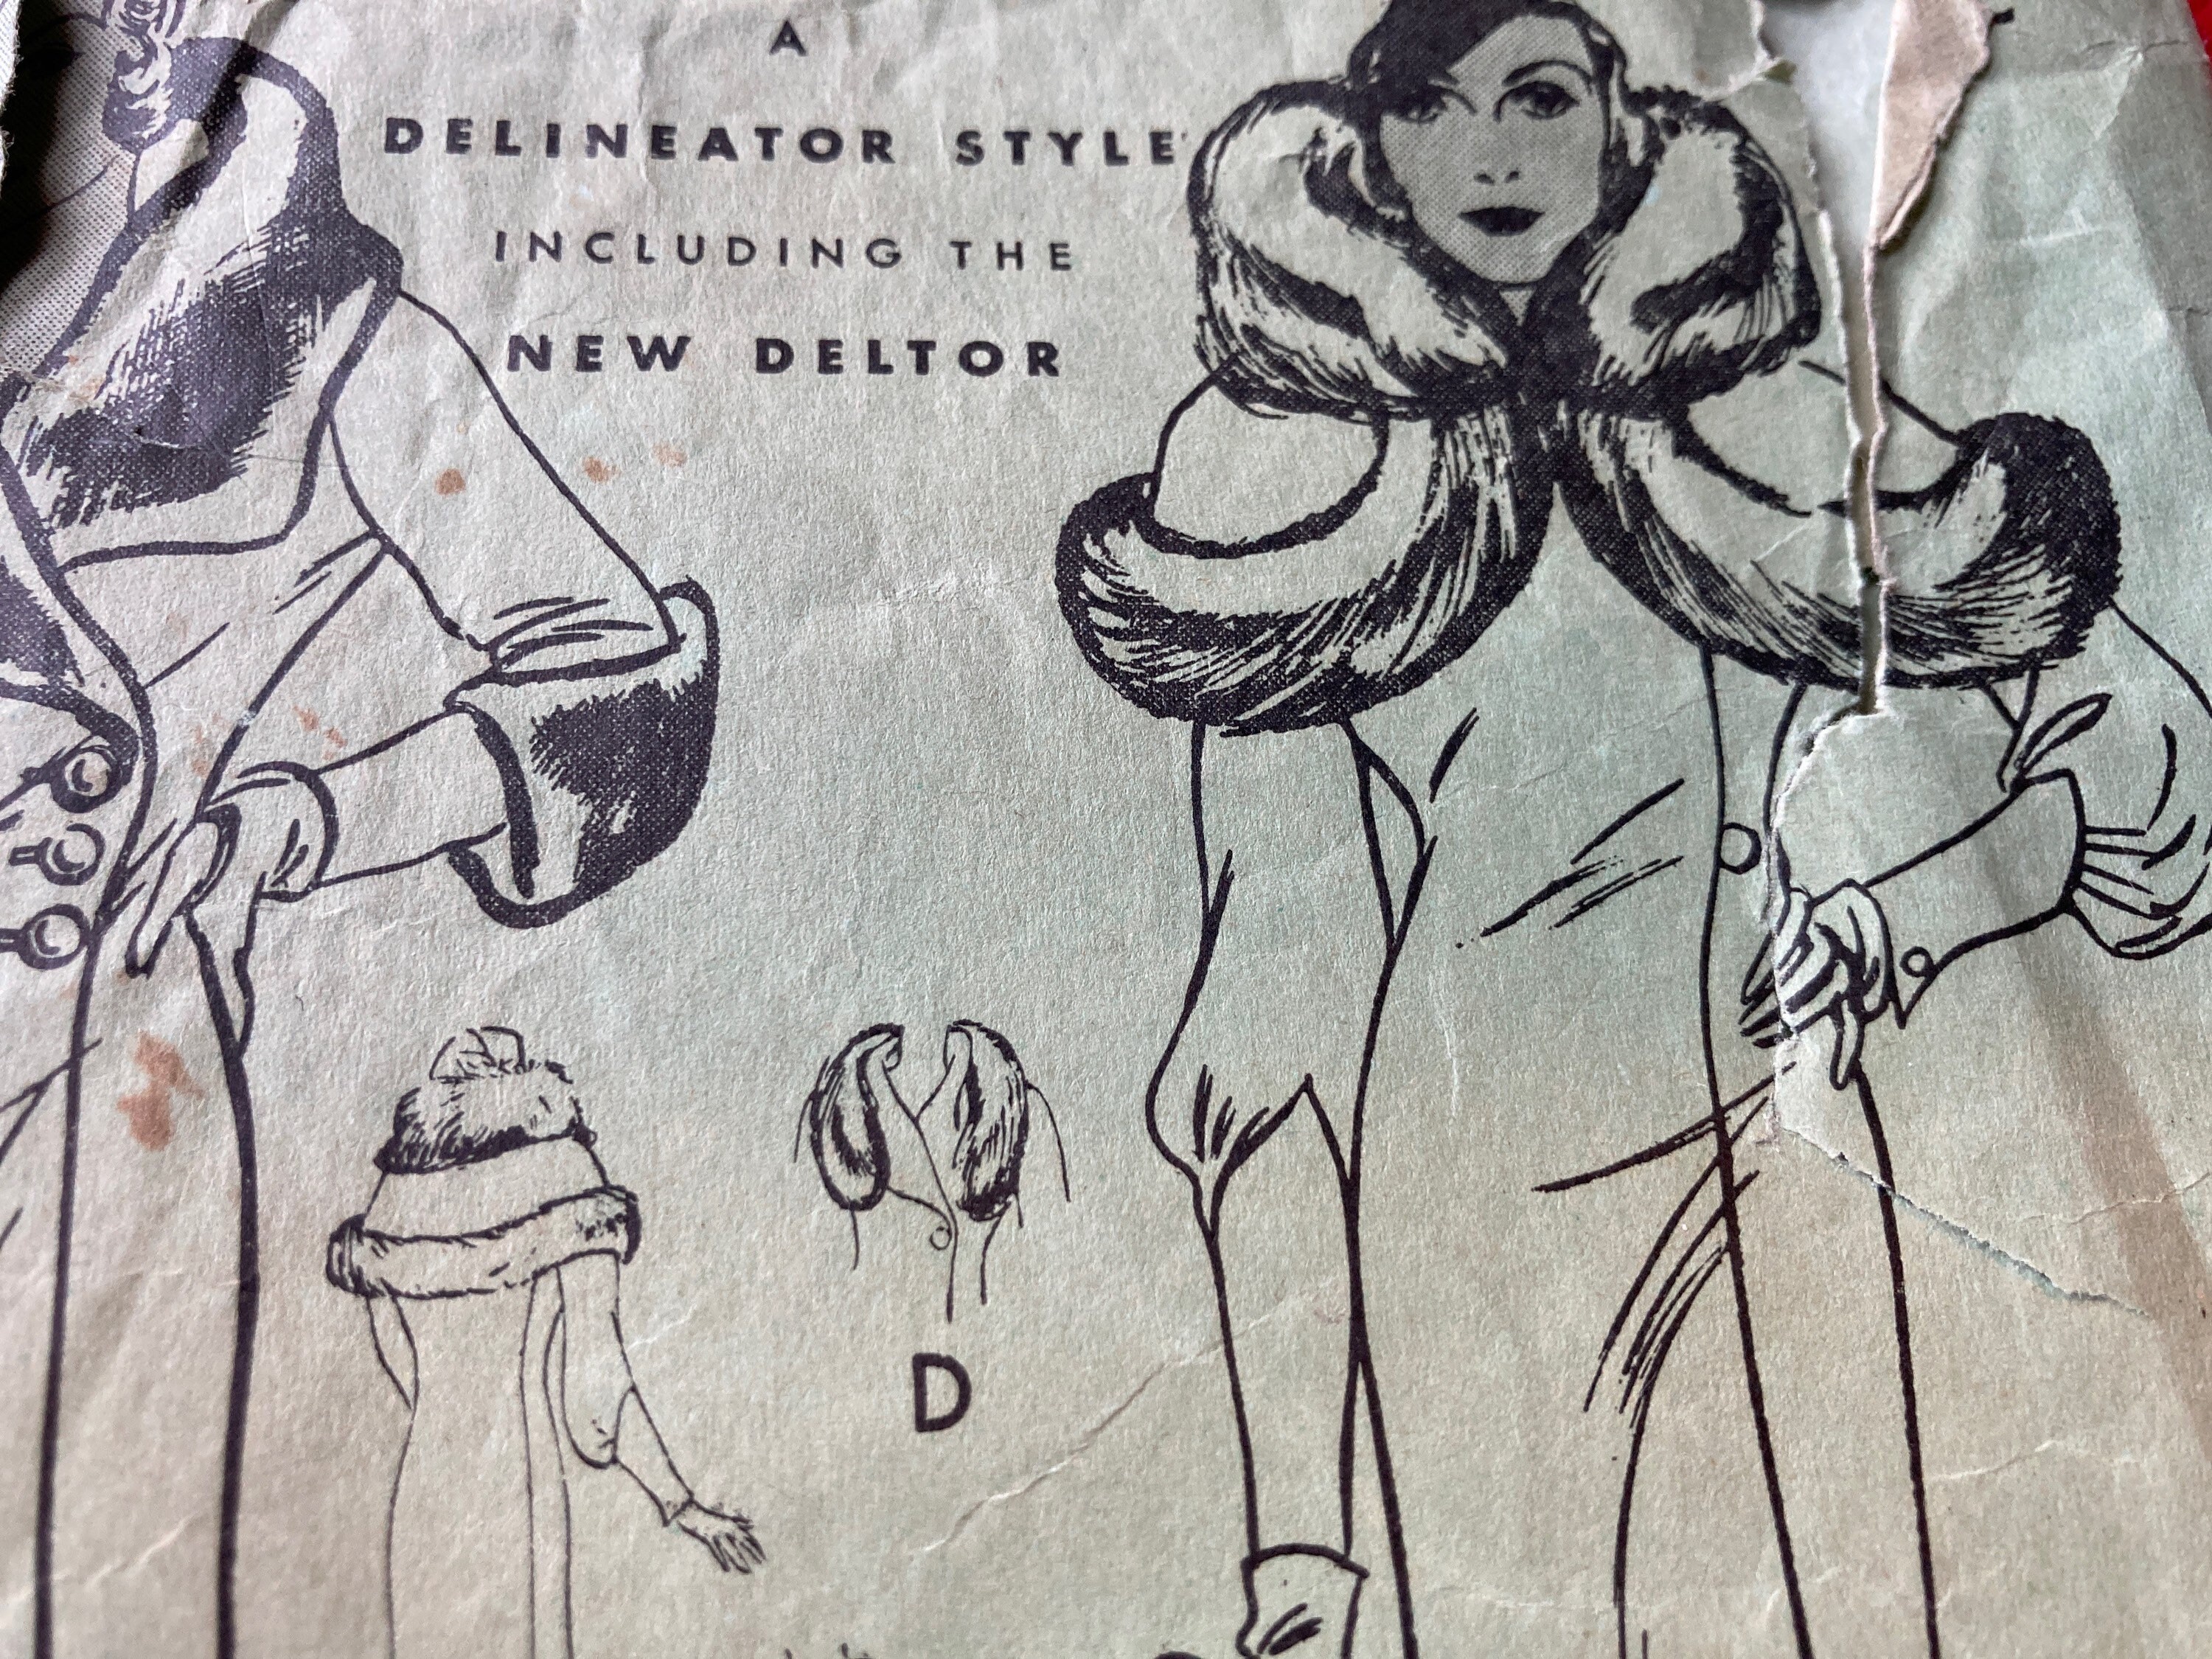 A
DELINEATOR STYLE
INCLUDING THE
NEW DELTOR
D